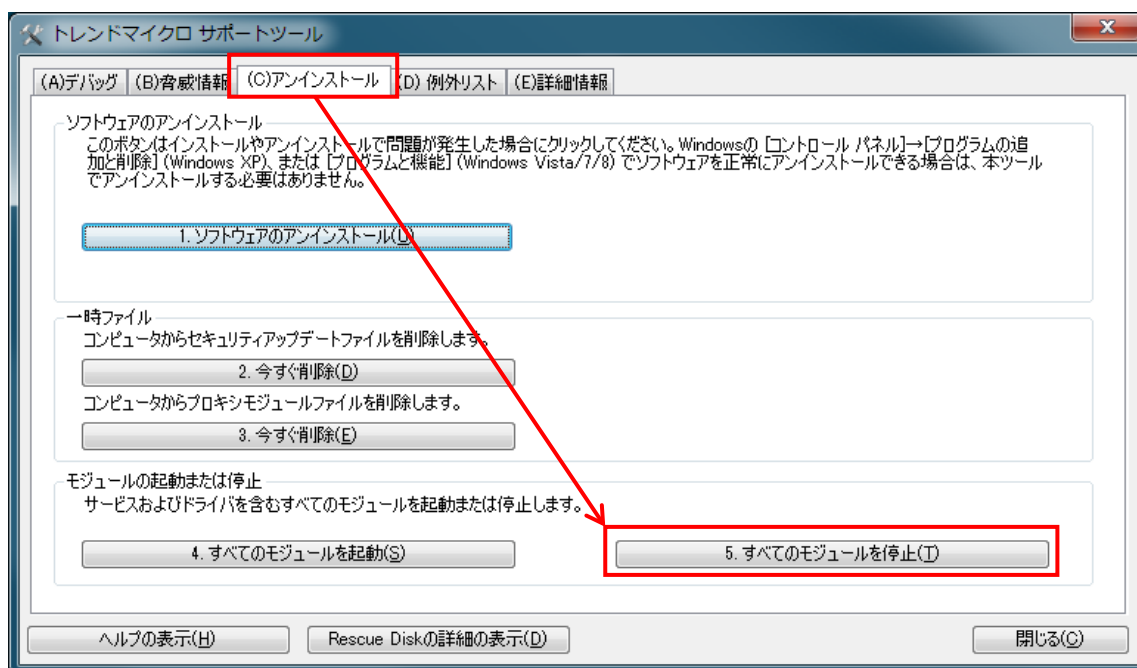 トレンドマイクロ サポートツール
(A)デバッグ (B)脅威情報 (C)アンインストール (D) 例外リスト (E)詳細情報
ソフトウェアのアンインストール
このボタンはインストールやアンインストールで問題が発生した場合にクリックしてください。Windowsの [コントロール パネル]→[プログラムの追
加と削除] (Windows XP)、または [プログラムと機能] (Windows Vista/7/8) でソフトウェアを正常にアンインストールできる場合は、本ツール
でアンインストールする必要はありません。
1. ソフトウェアのアンインストール(U)
一時ファイル
コンピュータからセキュリティアップデートファイルを削除します。
2. 今すぐ削除(D)
コンピュータからプロキシモジュールファイルを削除します。
3. 今すぐ削除(E)
モジュールの起動または停止
サービスおよびドライバを含むすべてのモジュールを起動または停止します。
4. すべてのモジュールを起動(S) 5. すべてのモジュールを停止(T)
ヘルプの表示(H) Rescue Diskの詳細の表示(D) 閉じる(C)